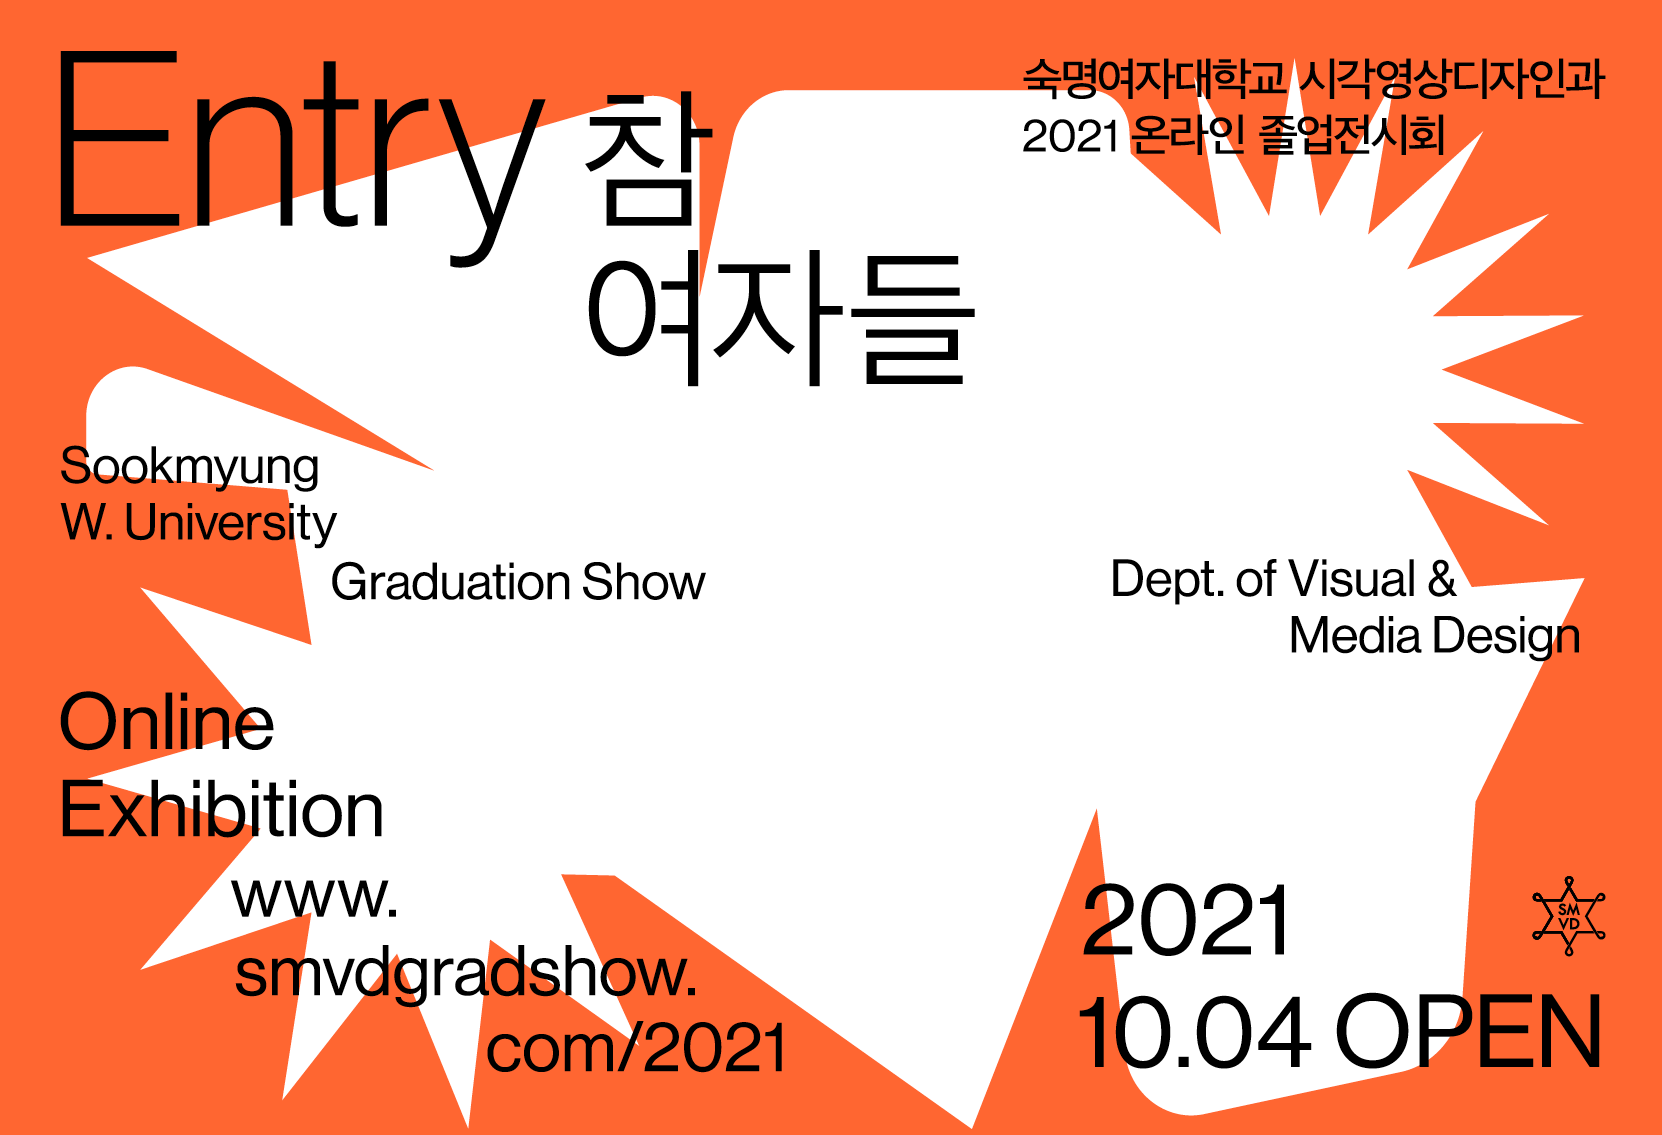 Entry 참
여자들
숙명여자대학교 시각영상디자인과
2021 온라인 졸업전시회
Sookmyung
W. University
Graduation Show
Dept. of Visual &
Media Design
Online
Exhibition
www.
smvdgradshow.
com/2021
2021
10.04 OPEN
SM
VD